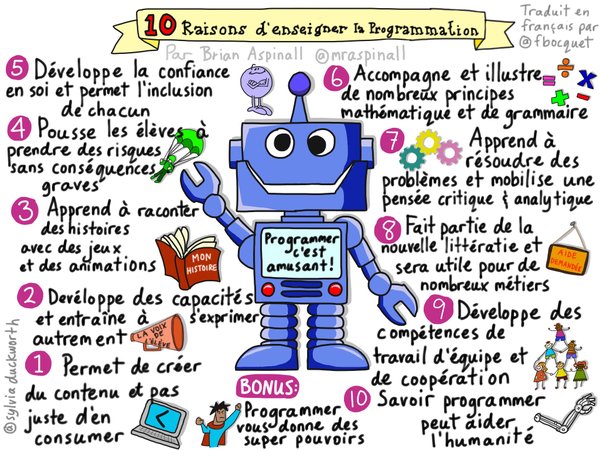 10 Raisons d'enseigner la Programmation
Traduit en
français par
@fbocquet
Par Brian Aspinall @mraspinall
5 Développe la confiance
en soi et permet l'inclusion
de chacun
4 Pousse les élèves à
prendre des risques
sans conséquences
graves
3 Apprend à raconter
des histoires
avec des jeux
et des animations
MON
HISTOIRE
2 Devéloppe des capacités
et entraîne à s'exprimer
autrement
LA VOIX DE
L'ÉLÈVE
1 Permet de créer
du contenu et pas
juste d'en
consumer
@sylvia duckworth
Programmer
c'est
amusant!
BONUS:
Programmer
vous donne des
super pouvoirs
6 Accompagne et illustre
de nombreux principes
mathématique et de grammaire
7 Apprend à
résoudre des
problèmes et mobilise une
pensée critique & analytique
8 Fait partie de la
nouvelle littératie et
sera utile pour de
nombreux métiers
AIDE
DEMANDÉE
9 Développe des
compétences de
travail d'équipe et
de coopération
10 Savoir programmer
peut aider
l'humanité